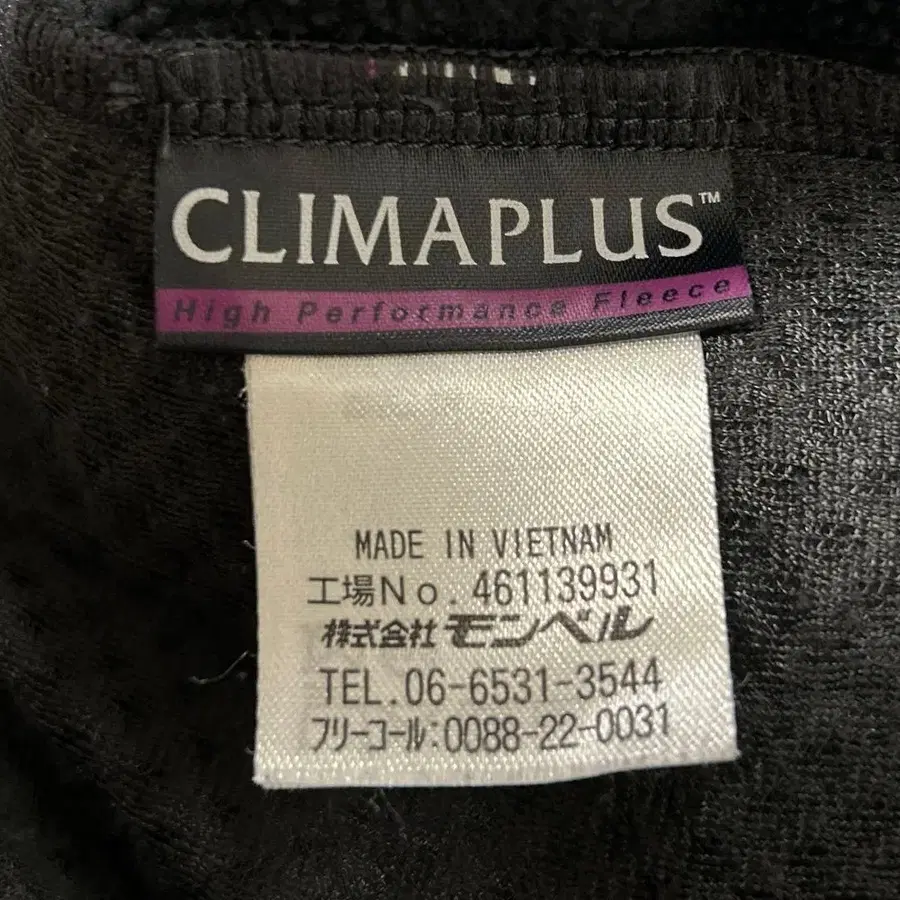 CLIMAPLUS™
High Performance Fleece
MADE IN VIETNAM
工場No. 461139931
株式会社モンベル
TEL.06-6531-3544
フリーコール:0088-22-0031